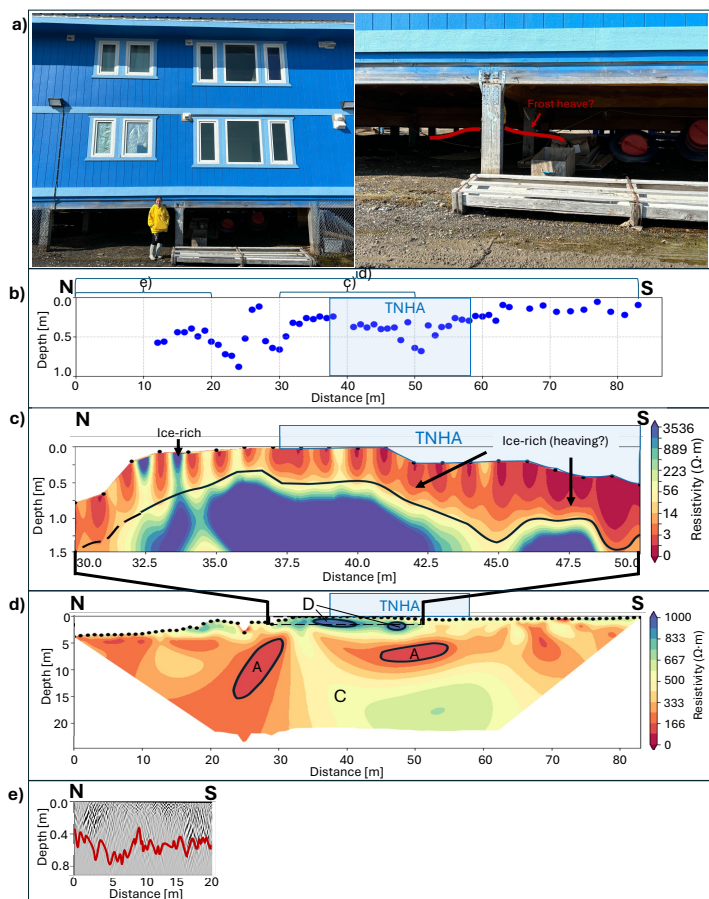 a)
Frost heave?
b)
N
e)
c)
d)
S
TNHA
0.0
0.5
1.0
Depth [m]
0 10 20 30 40 50 60 70 80
Distance [m]
c)
N
S
Ice-rich
TNHA
Ice-rich (heaving?)
0.0
0.5
1.0
1.5
Depth [m]
30.0 32.5 35.0 37.5 40.0 42.5 45.0 47.5 50.0
Distance [m]
3536
889
223
56
14
3
0
Resistivity (Ω·m)
d)
N
S
D
TNHA
A
A
C
0
5
10
15
20
Depth [m]
0 10 20 30 40 50 60 70 80
Distance [m]
1000
833
667
500
333
166
0
Resistivity (Ω·m)
e)
N
S
0.0
0.4
0.8
Depth [m]
0 5 10 15 20
Distance [m]